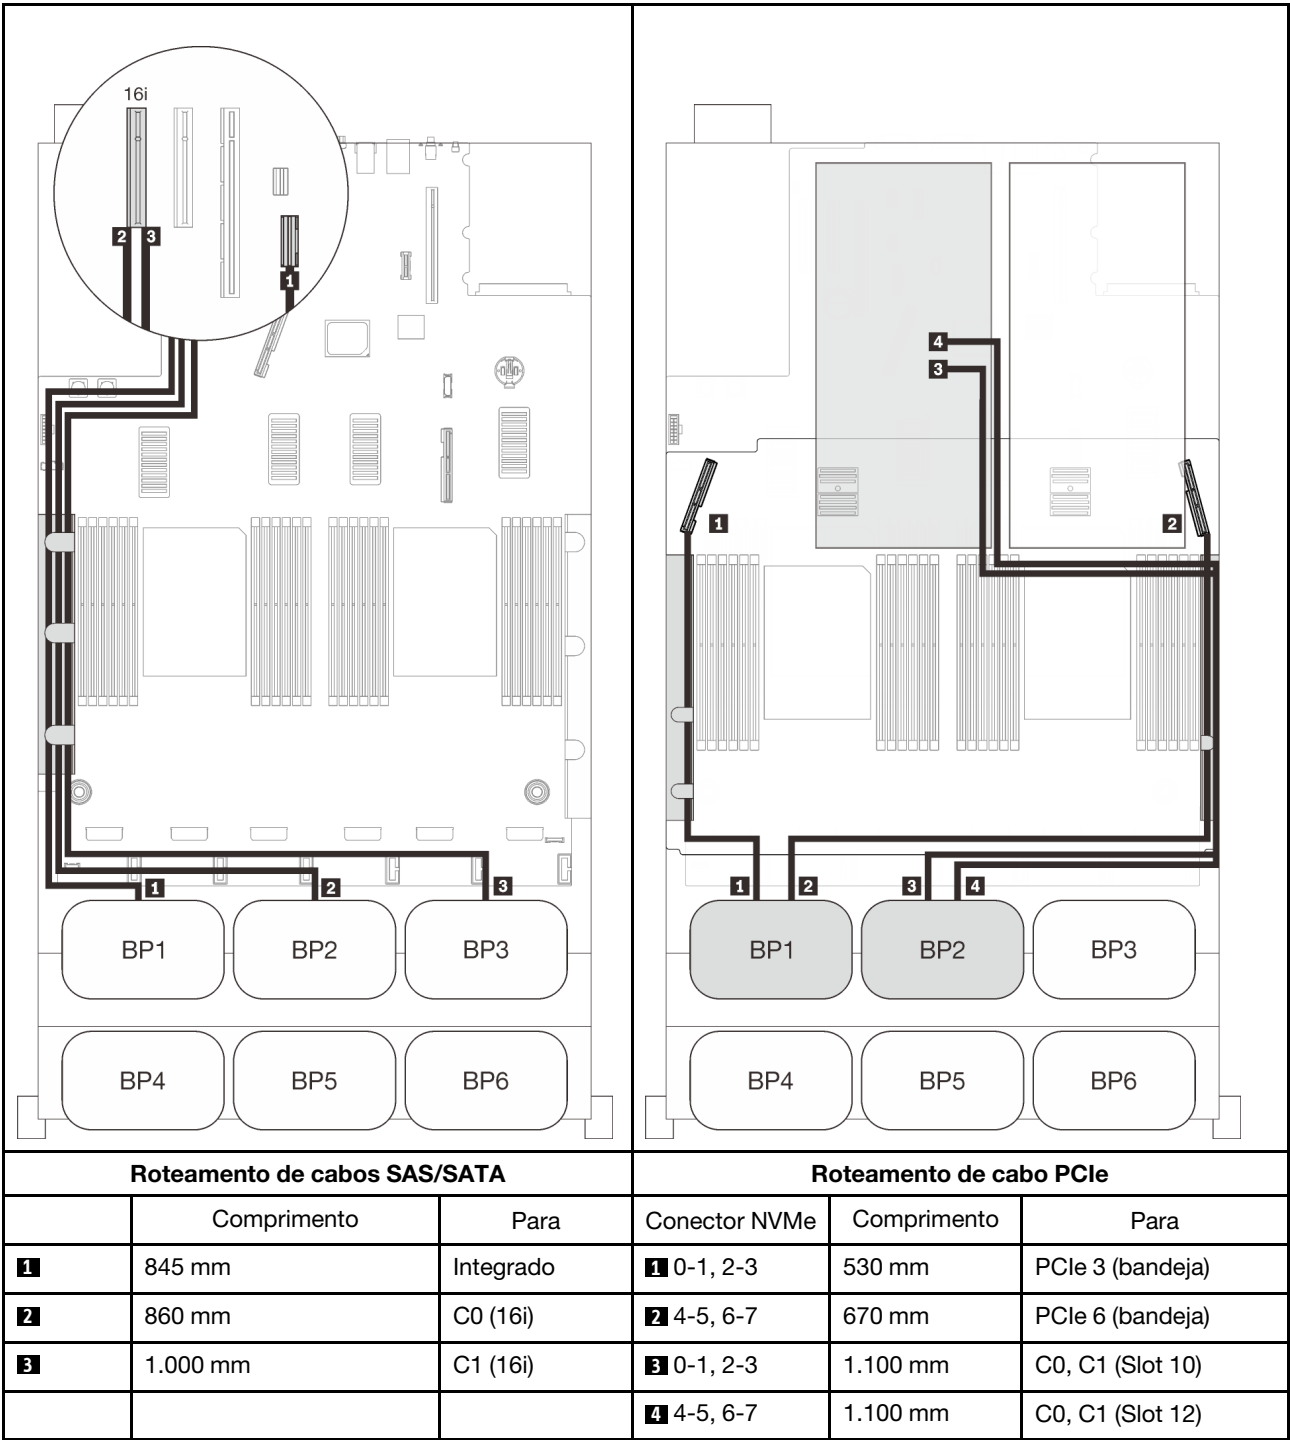 16i
2 3
1
1
2
3
BP1 BP2 BP3
BP4 BP5 BP6
4
3
1
2
1 2 3 4
BP1 BP2 BP3
BP4 BP5 BP6
Roteamento de cabos SAS/SATA
Comprimento Para
1 845 mm Integrado
2 860 mm C0 (16i)
3 1.000 mm C1 (16i)
Roteamento de cabo PCIe
Conector NVMe Comprimento Para
1 0-1, 2-3 530 mm PCIe 3 (bandeja)
2 4-5, 6-7 670 mm PCIe 6 (bandeja)
3 0-1, 2-3 1.100 mm C0, C1 (Slot 10)
4 4-5, 6-7 1.100 mm C0, C1 (Slot 12)